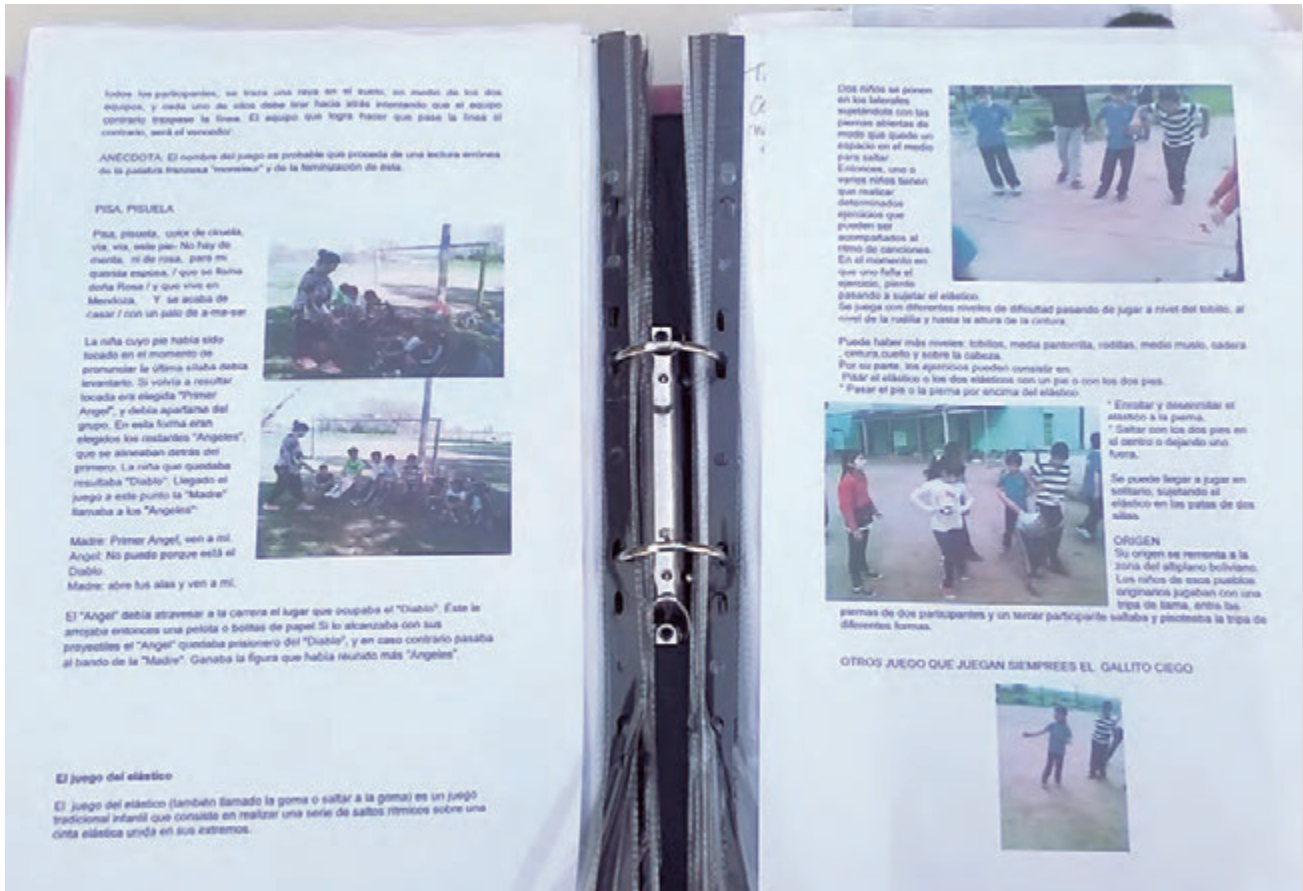 todos los participantes, se traza una raya en el suelo, en medio de los dos
equipos, y cada uno de ellos debe tirar hacia atrás intentando que el equipo
contrario traspase la línea. El equipo que logra hacer que pase la línea el
contrario, será el vencedor.
ANÉCDOTA: El nombre del juego es probable que proceda de una lectura errónea
de la palabra francesa "monsieur" y de la feminización de ésta.
PISA, PISUELA
Pisa, pisuela, color de ciruela,
vía, vía, este pie- No hay de
menta, ni de rosa, para mi
querida esposa, / que se llama
doña Rosa / y que vive en
Mendoza, Y se acaba de
casar / con un palo de a-ma-sar
La niña cuyo pie había sido
tocado en el momento de
pronunciar la última sílaba debía
levantarlo. Si volvía a resultar
tocada era elegida "Primer
Angel", y debía apartarse del
grupo. En esta forma eran
elegidos los restantes "Angeles",
que se alineaban detrás del
primero. La niña que quedaba
resultaba "Diablo". Llegado el
juego a este punto la "Madre"
llamaba a los "Angeles":
Madre: Primer Angel, ven a mí.
Angel: No puedo porque está el
Diablo.
Madre: abre tus alas y ven a mí.
El "Angel" debía atravesar a la carrera el lugar que ocupaba el "Diablo". Éste le
arrojaba entonces una pelota o bolitas de papel.Si lo alcanzaba con sus
proyectiles el "Angel" quedaba prisionero del "Diablo", y en caso contrario pasaba
al bando de la "Madre". Ganaba la figura que había reunido más "Angeles".
El juego del elástico
El juego del elástico (también llamado la goma o saltar a la goma) es un juego
tradicional infantil que consiste en realizar una serie de saltos rítmicos sobre una
cinta elástica unida en sus extremos.
Dos niños se ponen
en los laterales
sujetándola con las
piernas abiertas de
modo que quede un
espacio en el medio
para saltar.
Entonces, uno o
varios niños tienen
que realizar
determinados
ejercicios que
pueden ser
acompañados al
ritmo de canciones.
En el momento en
que uno falla el
ejercicio, pierde
pasando a sujetar el elástico.
Se juega con diferentes niveles de dificultad pasando de jugar a nivel del tobillo, al
nivel de la rodilla y hasta la altura de la cintura.
Puede haber más niveles: tobillos, media pantorrilla, rodillas, medio muslo, cadera
, cintura,cuello y sobre la cabeza.
Por su parte, los ejercicios pueden consistir en:
Pisar el elástico o los dos elásticos con un pie o con los dos pies.
* Pasar el pie o la pierna por encima del elástico.
* Enrollar y desenrollar el
elástico a la pierna.
* Saltar con los dos pies en
el centro o dejando uno
fuera.
Se puede llegar a jugar en
solitario, sujetando el
elástico en las patas de dos
sillas.
ORIGEN
Su origen se remonta a la
zona del altiplano boliviano.
Los niños de esos pueblos
originarios jugaban con una
tripa de llama, entre las
piernas de dos participantes y un tercer participante saltaba y pisoteaba la tripa de
diferentes formas.
OTROS JUEGO QUE JUEGAN SIEMPREES EL GALLITO CIEGO